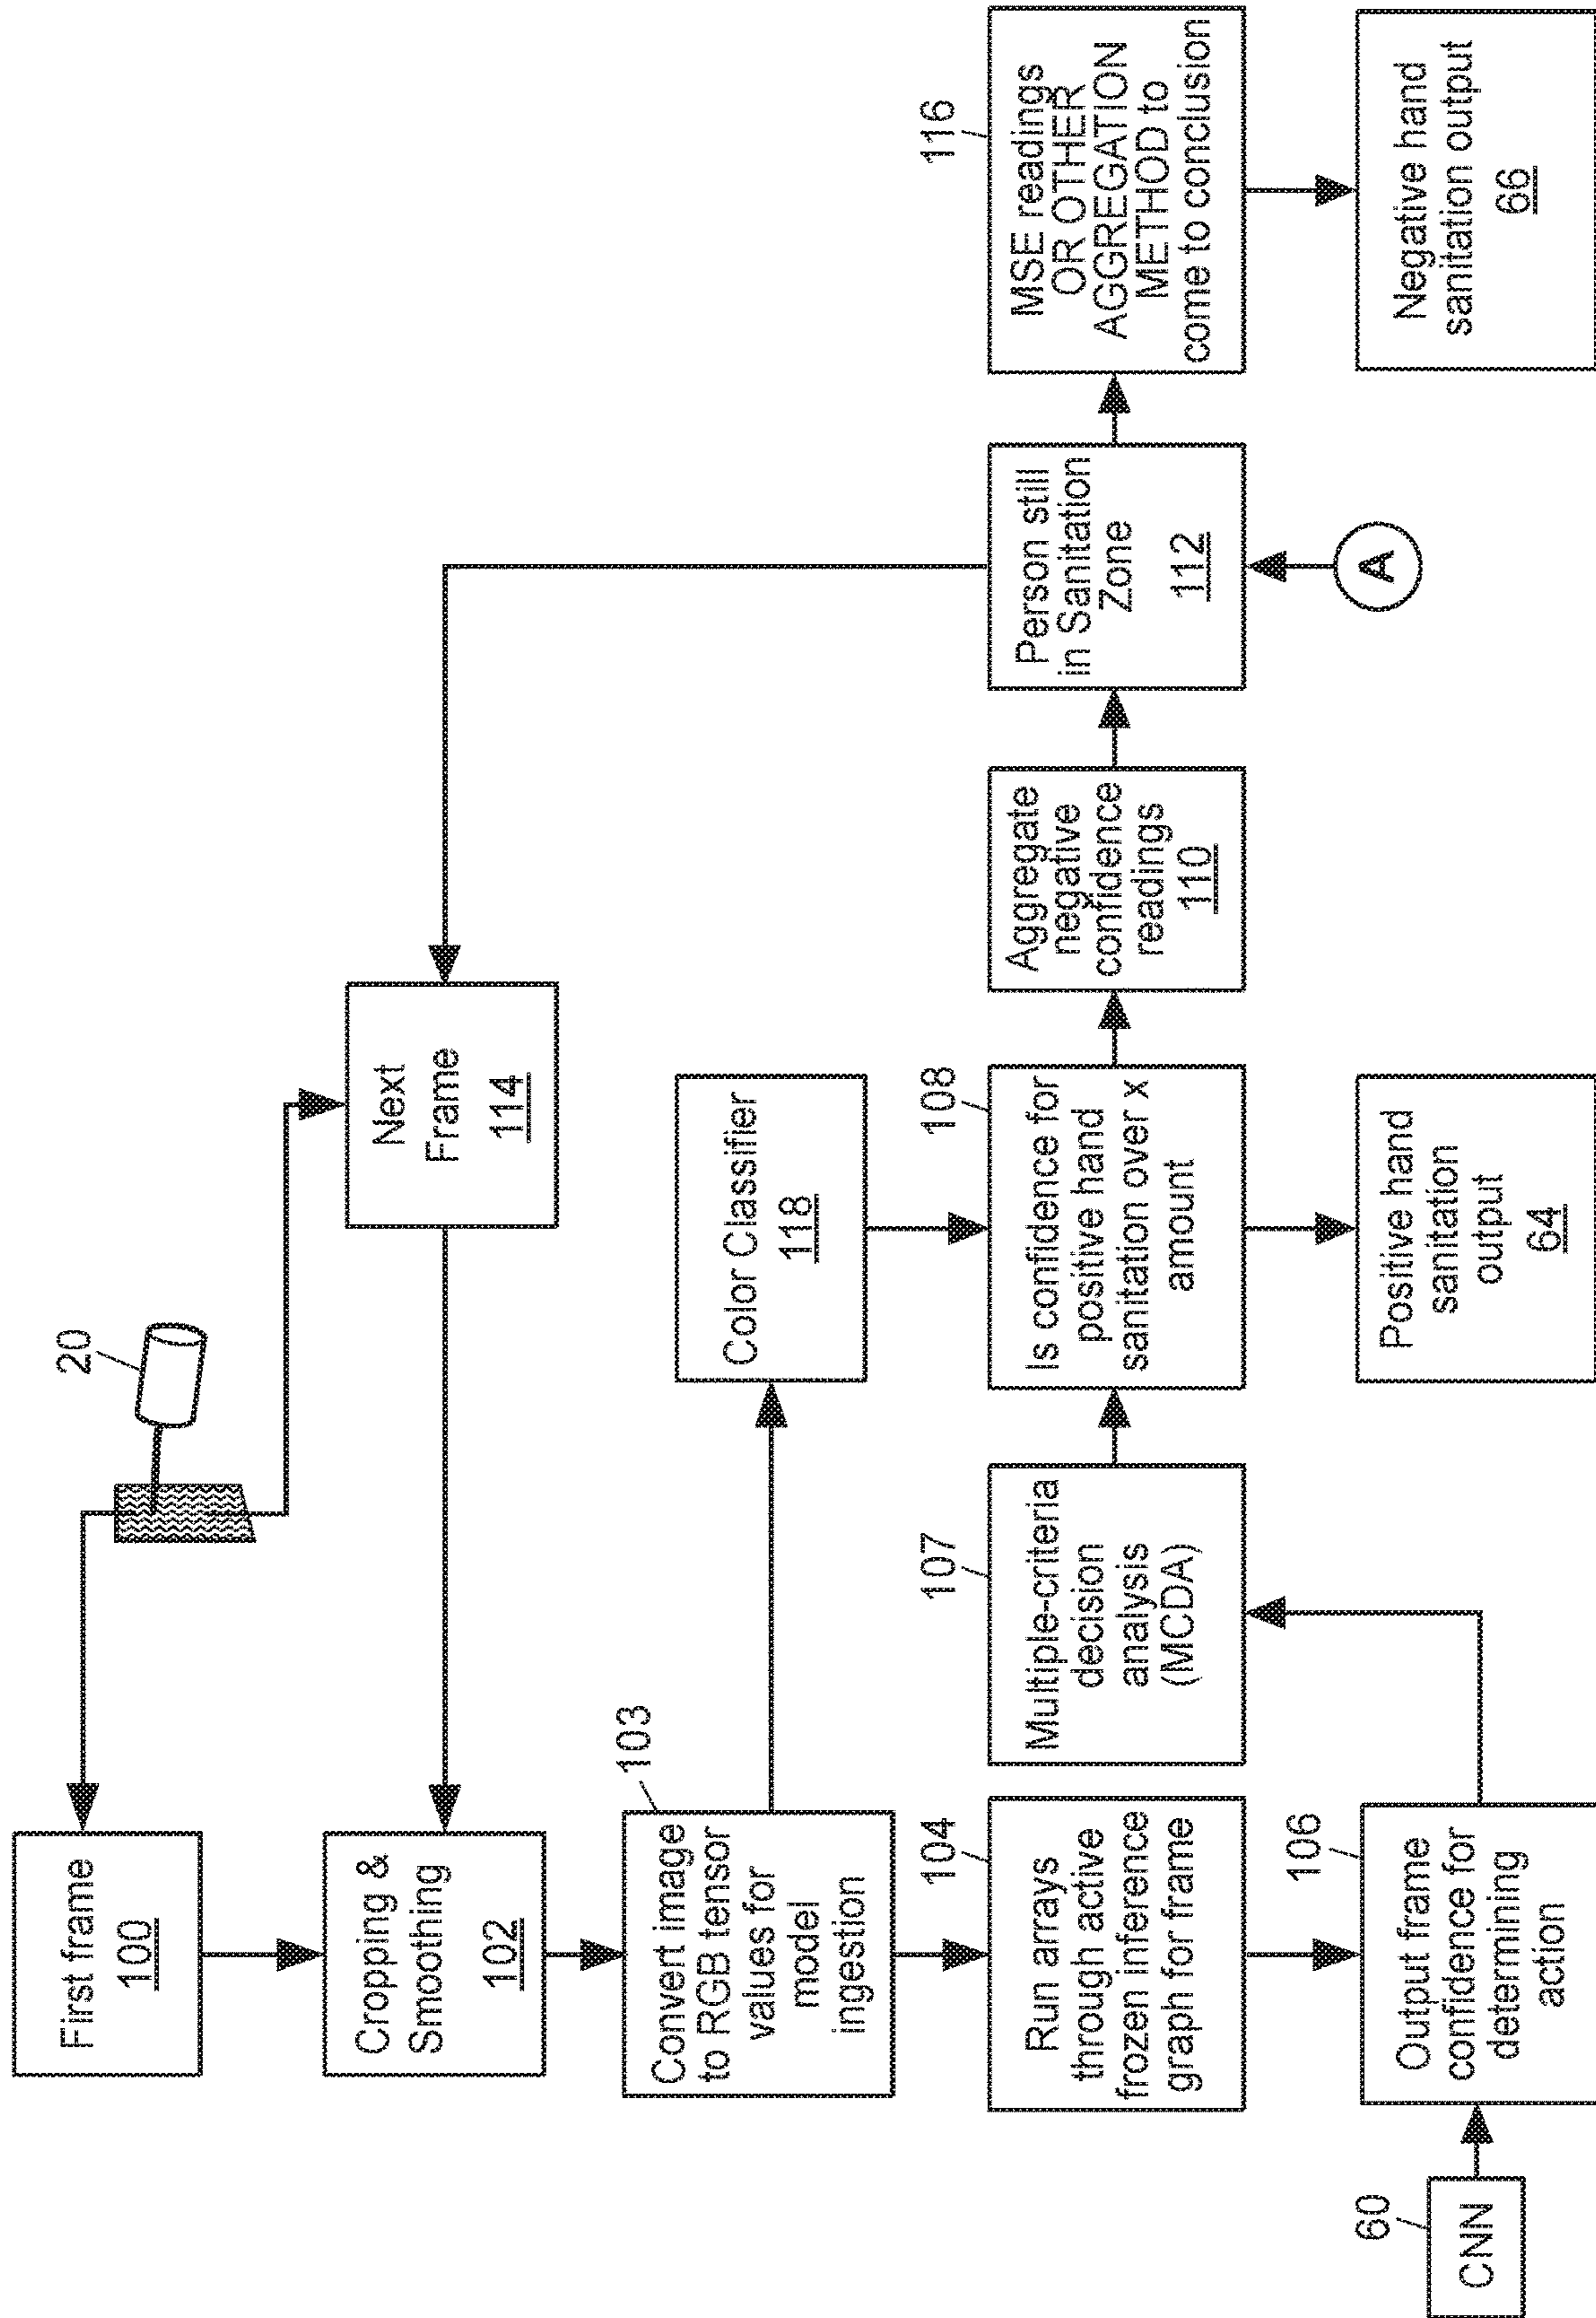 20
First frame
100
Next
Frame
114
Cropping &
Smoothing
102
103
Convert image
to RGB tensor
values for
model
ingestion
Color Classifier
118
104
Run arrays
through active
frozen inference
graph for frame
107
Multiple-criteria
decision
analysis
(MCDA)
108
Is confidence for
positive hand
sanitation over x
amount
Aggregate
negative
confidence
readings
110
Person still
in Sanitation
Zone
112
116
MSE readings
OR OTHER
AGGREGATION
METHOD to
come to conclusion
60
CNN
106
Output frame
confidence for
determining
action
Positive hand
sanitation
output
64
A
Negative hand
sanitation output
66